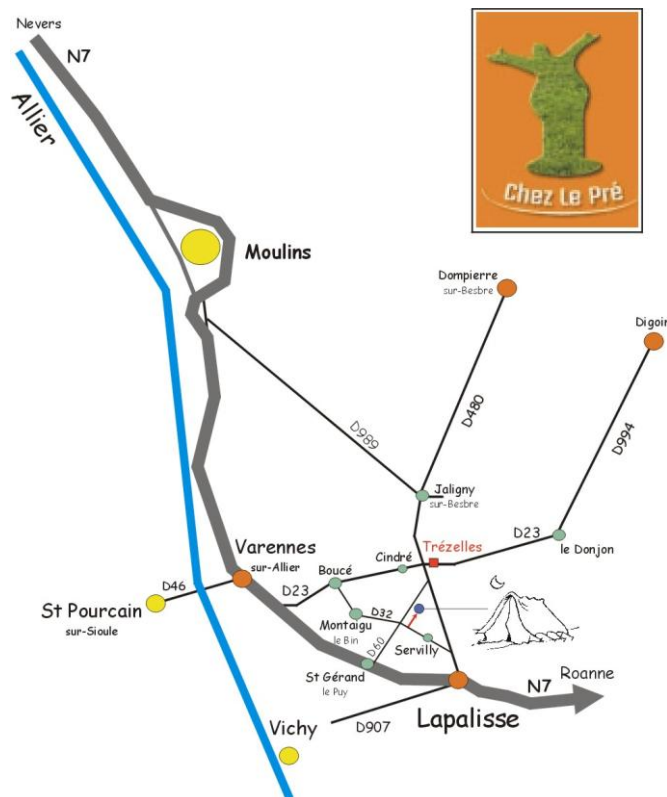 Nevers
N7
Allier
Chez Le Pré
Moulins
Dompierre
sur-Besbre
Digoin
D480
D994
D989
Jaligny
sur-Besbre
Trézelles
D23
le Donjon
Cindré
Boucé
Varennes
sur-Allier
D46
D23
St Pourcain
sur-Sioule
Montaigu
le Bin
D32
D60
Servilly
St Gérand
le Puy
Roanne
N7
Lapalisse
Vichy
D907